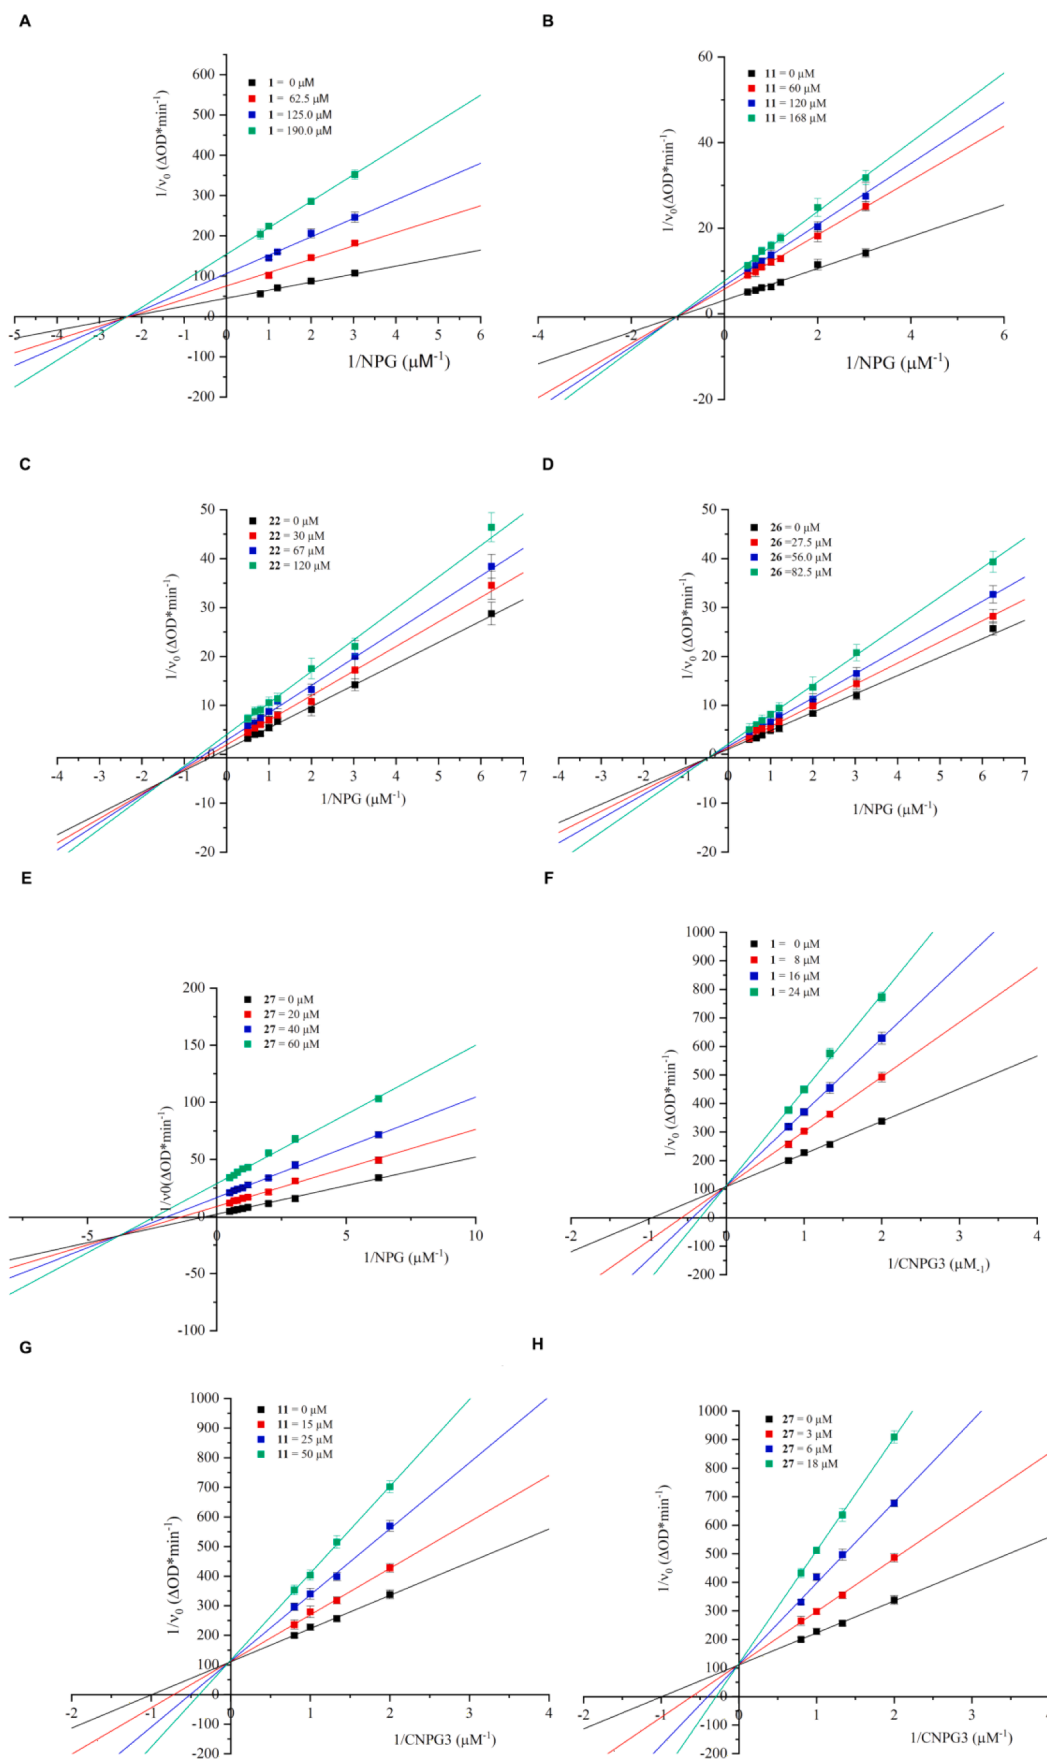 A
1/ν0 (ΔOD*min-1)
1 = 0 μM
1 = 62.5 μM
1 = 125.0 μM
1 = 190.0 μM
600
500
400
300
200
100
0
-100
-200
-5 -4 -3 -2 -1 0 1 2 3 4 5 6
1/NPG (μM-1)
B
1/ν0(ΔOD*min-1)
11 = 0 μM
11 = 60 μM
11 = 120 μM
11 = 168 μM
60
40
20
0
-20
-4 -2 0 2 4 6
1/NPG (μM-1)
C
1/ν0 (ΔOD*min-1)
22 = 0 μM
22 = 30 μM
22 = 67 μM
22 = 120 μM
50
40
30
20
10
0
-10
-20
-4 -3 -2 -1 0 1 2 3 4 5 6 7
1/NPG (μM-1)
D
1/ν0 (ΔOD*min-1)
26 = 0 μM
26 =27.5 μM
26 =56.0 μM
26 =82.5 μM
50
40
30
20
10
0
-10
-20
-4 -3 -2 -1 0 1 2 3 4 5 6 7
1/NPG (μM-1)
E
1/ν0(ΔOD*min-1)
27 = 0 μM
27 = 20 μM
27 = 40 μM
27 = 60 μM
200
150
100
50
0
-50
-100
-5 0 5 10
1/NPG (μM-1)
F
1/ν0 (ΔOD*min-1)
1 = 0 μM
1 = 8 μM
1 = 16 μM
1 = 24 μM
1000
900
800
700
600
500
400
300
200
100
0
-100
-200
-2 -1 0 1 2 3 4
1/CNPG3 (μM-1)
G
1/ν0 (ΔOD*min-1)
11 = 0 μM
11 = 15 μM
11 = 25 μM
11 = 50 μM
1000
900
800
700
600
500
400
300
200
100
0
-100
-200
-2 -1 0 1 2 3 4
1/CNPG3 (μM-1)
H
1/ν0 (ΔOD*min-1)
27 = 0 μM
27 = 3 μM
27 = 6 μM
27 = 18 μM
1000
900
800
700
600
500
400
300
200
100
0
-100
-200
-2 -1 0 1 2 3 4
1/CNPG3 (μM-1)